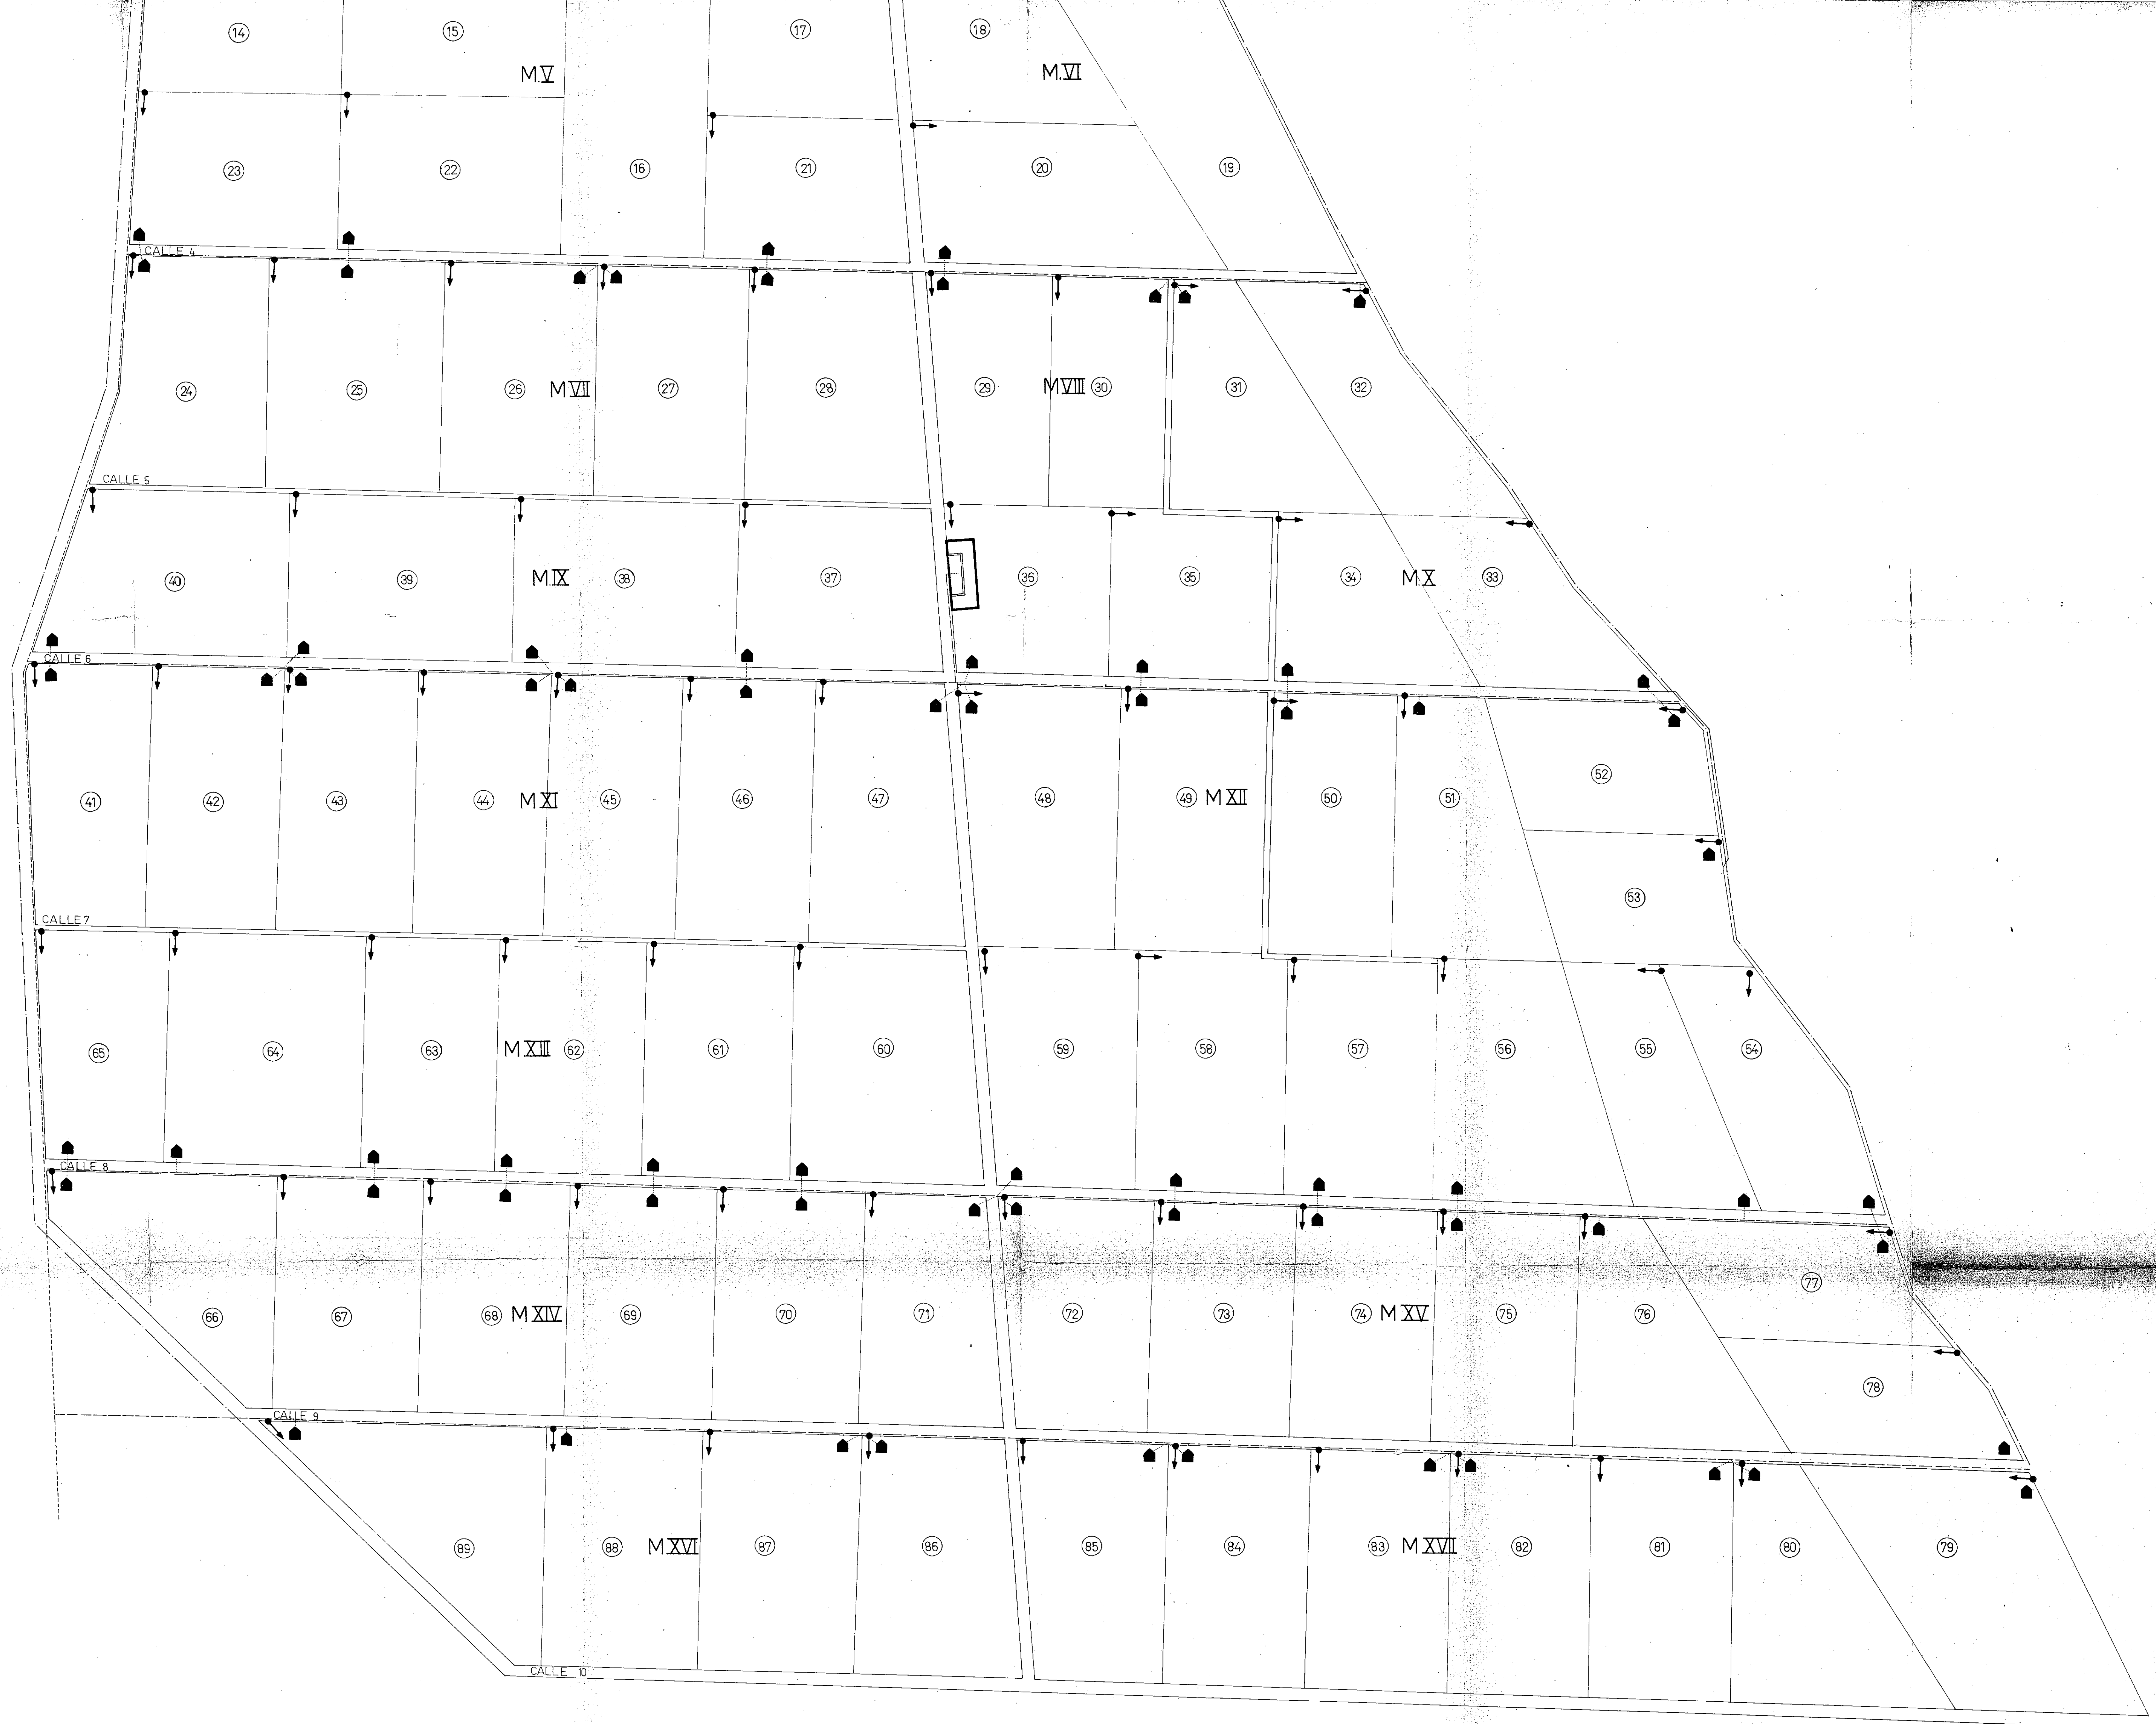 14 15 17 18
M.V M.VI
23 22 16 21 20 19
CALLE 4
24 25 26 M VII 27 28 29 M VIII 30 31 32
CALLE 5
40 39 M.IX 38 37 36 35 34 M.X 33
CALLE 6
52
41 42 43 44 M XI 45 46 47 48 49 M XII 50 51
53
CALLE 7
65 64 63 M XIII 62 61 60 59 58 57 56 55 54
CALLE 8
77
66 67 68 M XIV 69 70 71 72 73 74 M XV 75 76
78
CALLE 9
89 88 M XVI 87 86 85 84 83 M XVII 82 81 80 79
CALLE 10